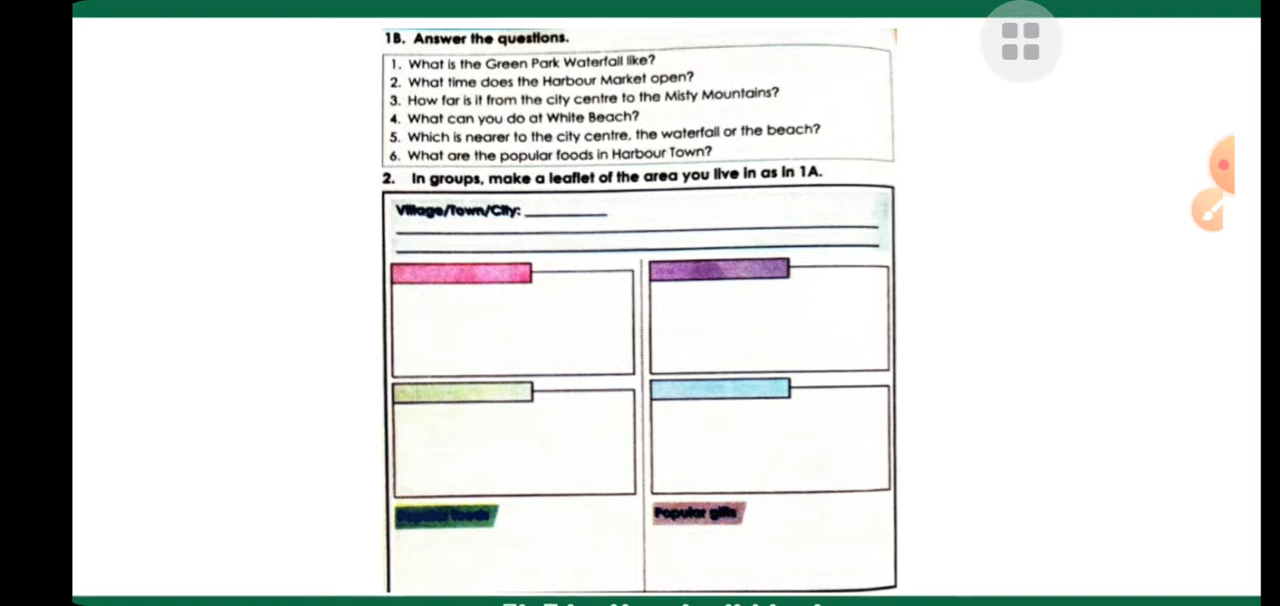 1B. Answer the questions.
1. What is the Green Park Waterfall like?
2. What time does the Harbour Market open?
3. How far is it from the city centre to the Misty Mountains?
4. What can you do at White Beach?
5. Which is nearer to the city centre, the waterfall or the beach?
6. What are the popular foods in Harbour Town?
2. In groups, make a leaflet of the area you live in as in 1A.
Village/Town/City:
Popular foods
Popular gifts